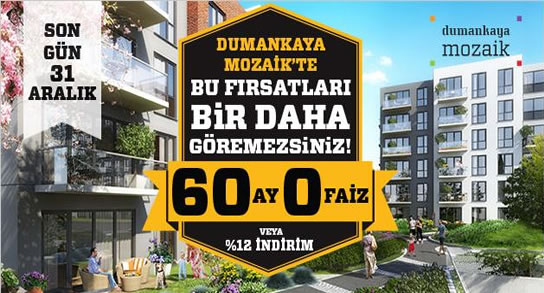 SON
GÜN
31
ARALIK
DUMANKAYA
MOZAİK'TE
BU FIRSATLARI
BİR DAHA
GÖREMEZSİNİZ!
60 AY 0 FAİZ
VEYA
%12 İNDİRİM
dumankaya
mozaik